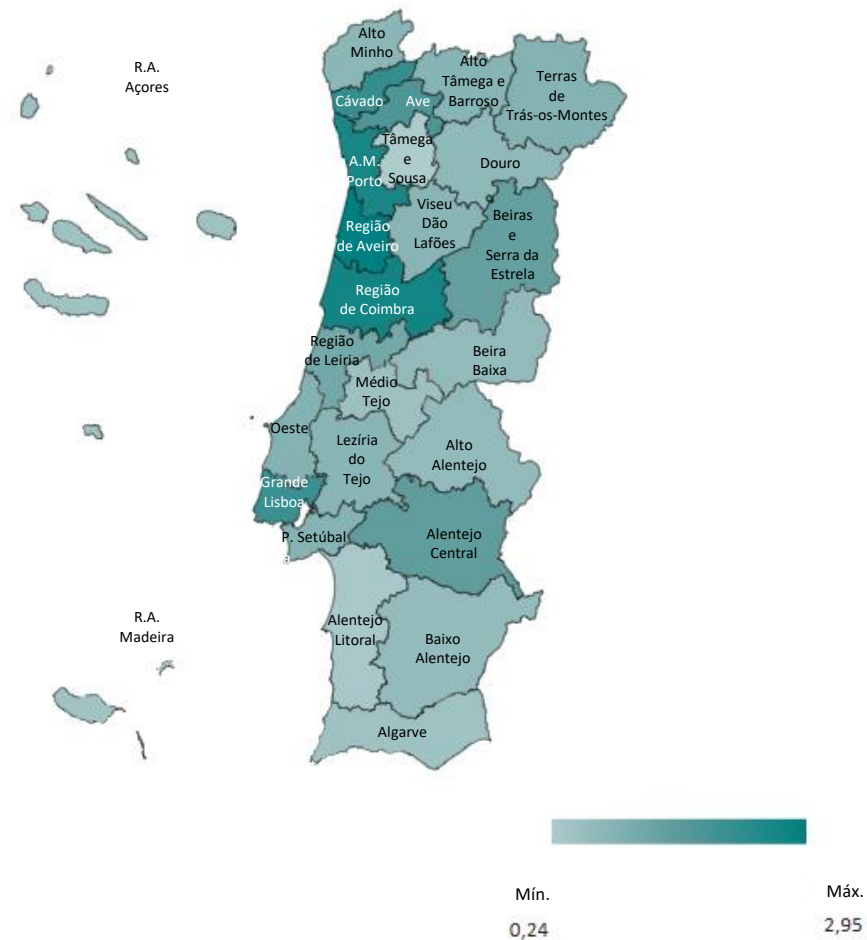 Alto
Minho
R.A.
Açores
Alto
Tâmega e
Barroso
Terras
de
Trás-os-Montes
Cávado
Ave
Tâmega
e
Sousa
A.M.
Porto
Douro
Viseu
Dão
Lafões
Beiras
e
Serra da
Estrela
Região
de Aveiro
Região
de Coimbra
Região
de Leiria
Beira
Baixa
Médio
Tejo
Oeste
Lezíria
do
Tejo
Alto
Alentejo
Grande
Lisboa
P. Setúbal
a
Alentejo
Central
R.A.
Madeira
Alentejo
Litoral
Baixo
Alentejo
Algarve
Mín.
Máx.
0,24
2,95